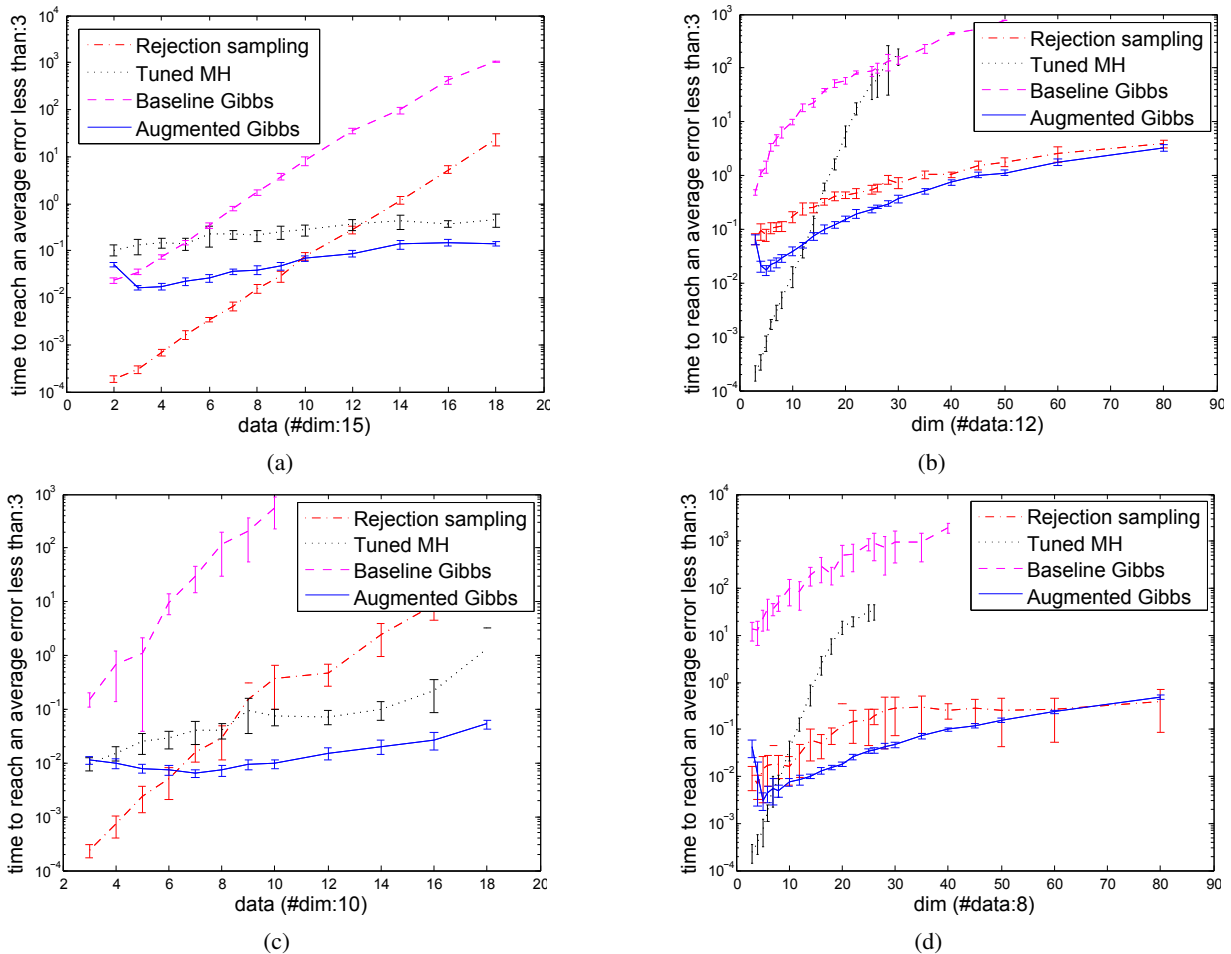 time to reach an average error less than:3
10^3
10^2
10^1
10^0
10^−1
10^−2
10^−3
10^−4
Rejection sampling
Tuned MH
Baseline Gibbs
Augmented Gibbs
0 2 4 6 8 10 12 14 16 18 20
data (#dim:15)
(a)
time to reach an average error less than:3
10^3
10^2
10^1
10^0
10^−1
10^−2
10^−3
10^−4
Rejection sampling
Tuned MH
Baseline Gibbs
Augmented Gibbs
0 10 20 30 40 50 60 70 80 90
dim (#data:12)
(b)
time to reach an average error less than:3
10^3
10^2
10^1
10^0
10^−1
10^−2
10^−3
10^−4
Rejection sampling
Tuned MH
Baseline Gibbs
Augmented Gibbs
2 4 6 8 10 12 14 16 18 20
data (#dim:10)
(c)
time to reach an average error less than:3
10^4
10^3
10^2
10^1
10^0
10^−1
10^−2
10^−3
10^−4
Rejection sampling
Tuned MH
Baseline Gibbs
Augmented Gibbs
0 10 20 30 40 50 60 70 80 90
dim (#data:8)
(d)